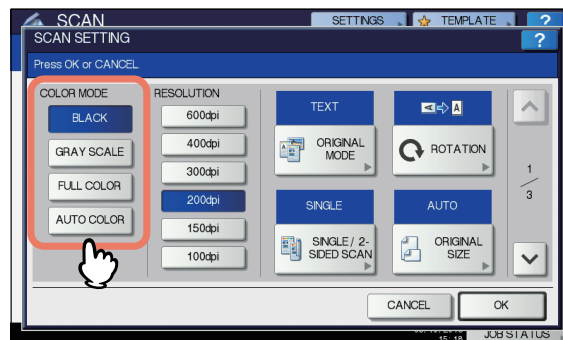 SCAN
SETTINGS
TEMPLATE
?
SCAN SETTING
?
Press OK or CANCEL
COLOR MODE
BLACK
GRAY SCALE
FULL COLOR
AUTO COLOR
RESOLUTION
600dpi
400dpi
300dpi
200dpi
150dpi
100dpi
TEXT
ORIGINAL
MODE
A
A
ROTATION
SINGLE
SINGLE / 2-
SIDED SCAN
AUTO
ORIGINAL
SIZE
1
3
CANCEL
OK
15: 18
JOB STATUS